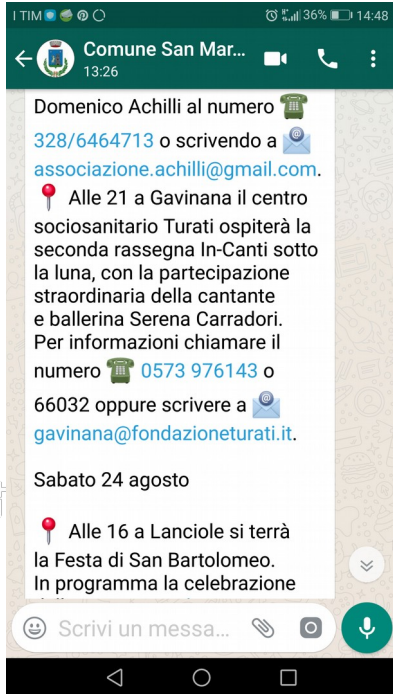 I TIM 36% 14:48
Comune San Mar...
13:26
Domenico Achilli al numero
328/6464713 o scrivendo a
associazione.achilli@gmail.com.
Alle 21 a Gavinana il centro
sociosanitario Turati ospiterà la
seconda rassegna In-Canti sotto
la luna, con la partecipazione
straordinaria della cantante
e ballerina Serena Carradori.
Per informazioni chiamare il
numero 0573 976143 o
66032 oppure scrivere a
gavinana@fondazioneturati.it.
Sabato 24 agosto
Alle 16 a Lanciole si terrà
la Festa di San Bartolomeo.
In programma la celebrazione
Scrivi un messa...